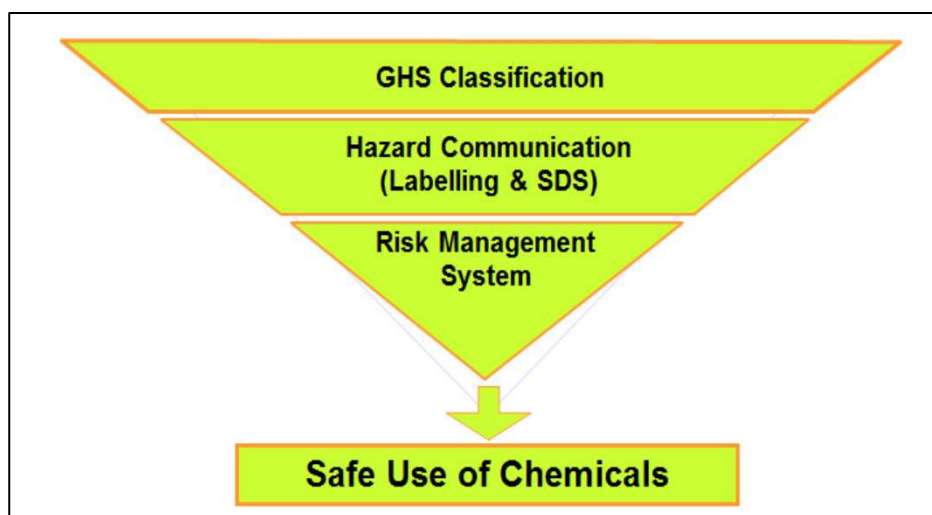 GHS Classification
Hazard Communication
(Labelling & SDS)
Risk Management
System
Safe Use of Chemicals